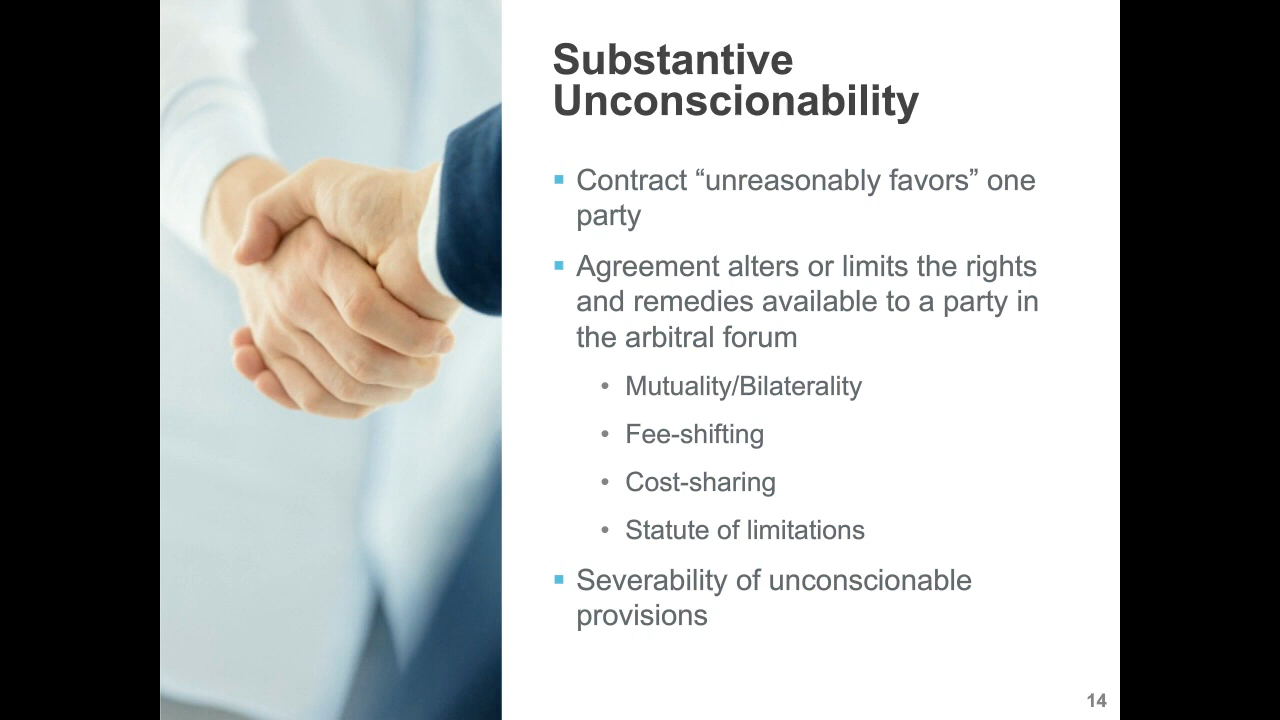 Substantive
Unconscionability
▪ Contract “unreasonably favors” one
party
▪ Agreement alters or limits the rights
and remedies available to a party in
the arbitral forum
• Mutuality/Bilaterality
• Fee-shifting
• Cost-sharing
• Statute of limitations
▪ Severability of unconscionable
provisions
14